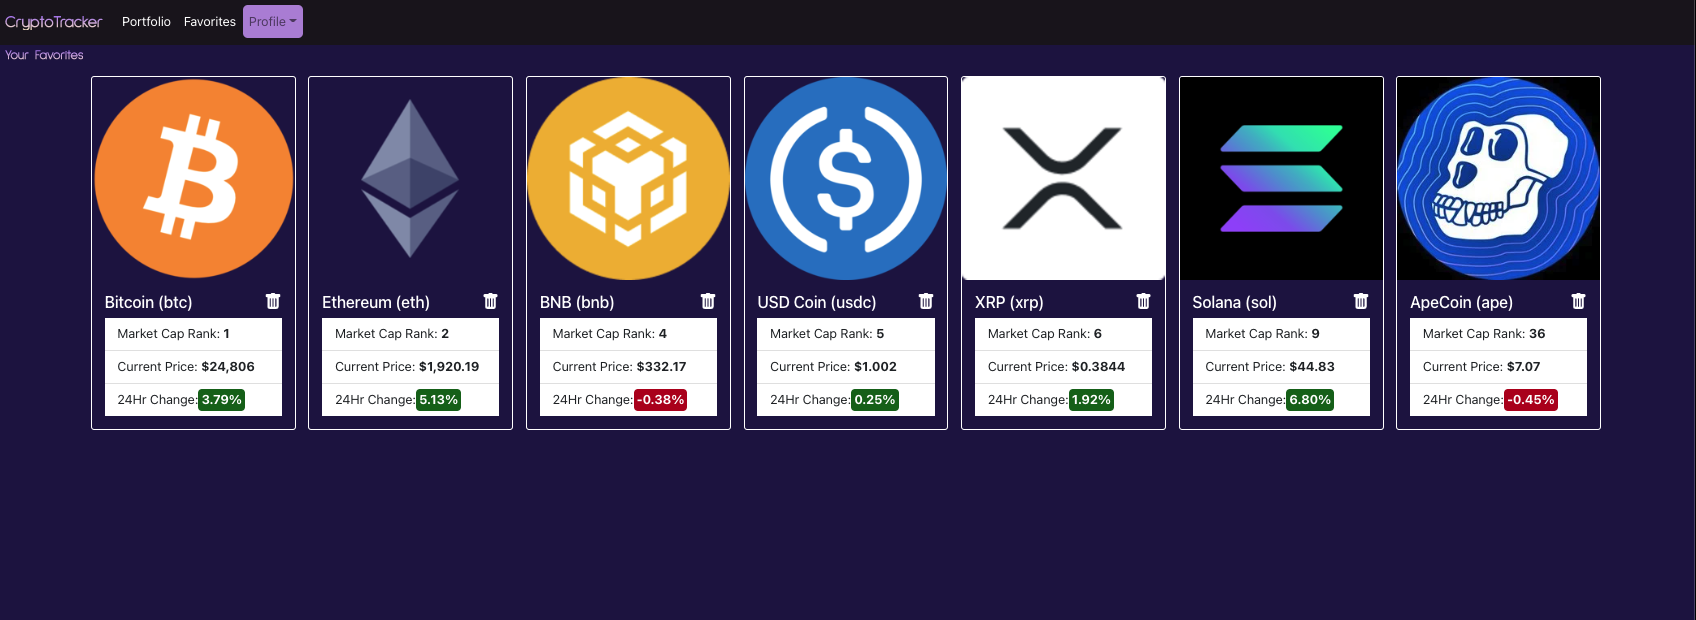 CryptoTracker Portfolio Favorites Profile
Your Favorites
Bitcoin (btc)
Market Cap Rank: 1
Current Price: $24,806
24Hr Change: 3.79%
Ethereum (eth)
Market Cap Rank: 2
Current Price: $1,920.19
24Hr Change: 5.13%
BNB (bnb)
Market Cap Rank: 4
Current Price: $332.17
24Hr Change: -0.38%
USD Coin (usdc)
Market Cap Rank: 5
Current Price: $1.002
24Hr Change: 0.25%
XRP (xrp)
Market Cap Rank: 6
Current Price: $0.3844
24Hr Change: 1.92%
Solana (sol)
Market Cap Rank: 9
Current Price: $44.83
24Hr Change: 6.80%
ApeCoin (ape)
Market Cap Rank: 36
Current Price: $7.07
24Hr Change: -0.45%